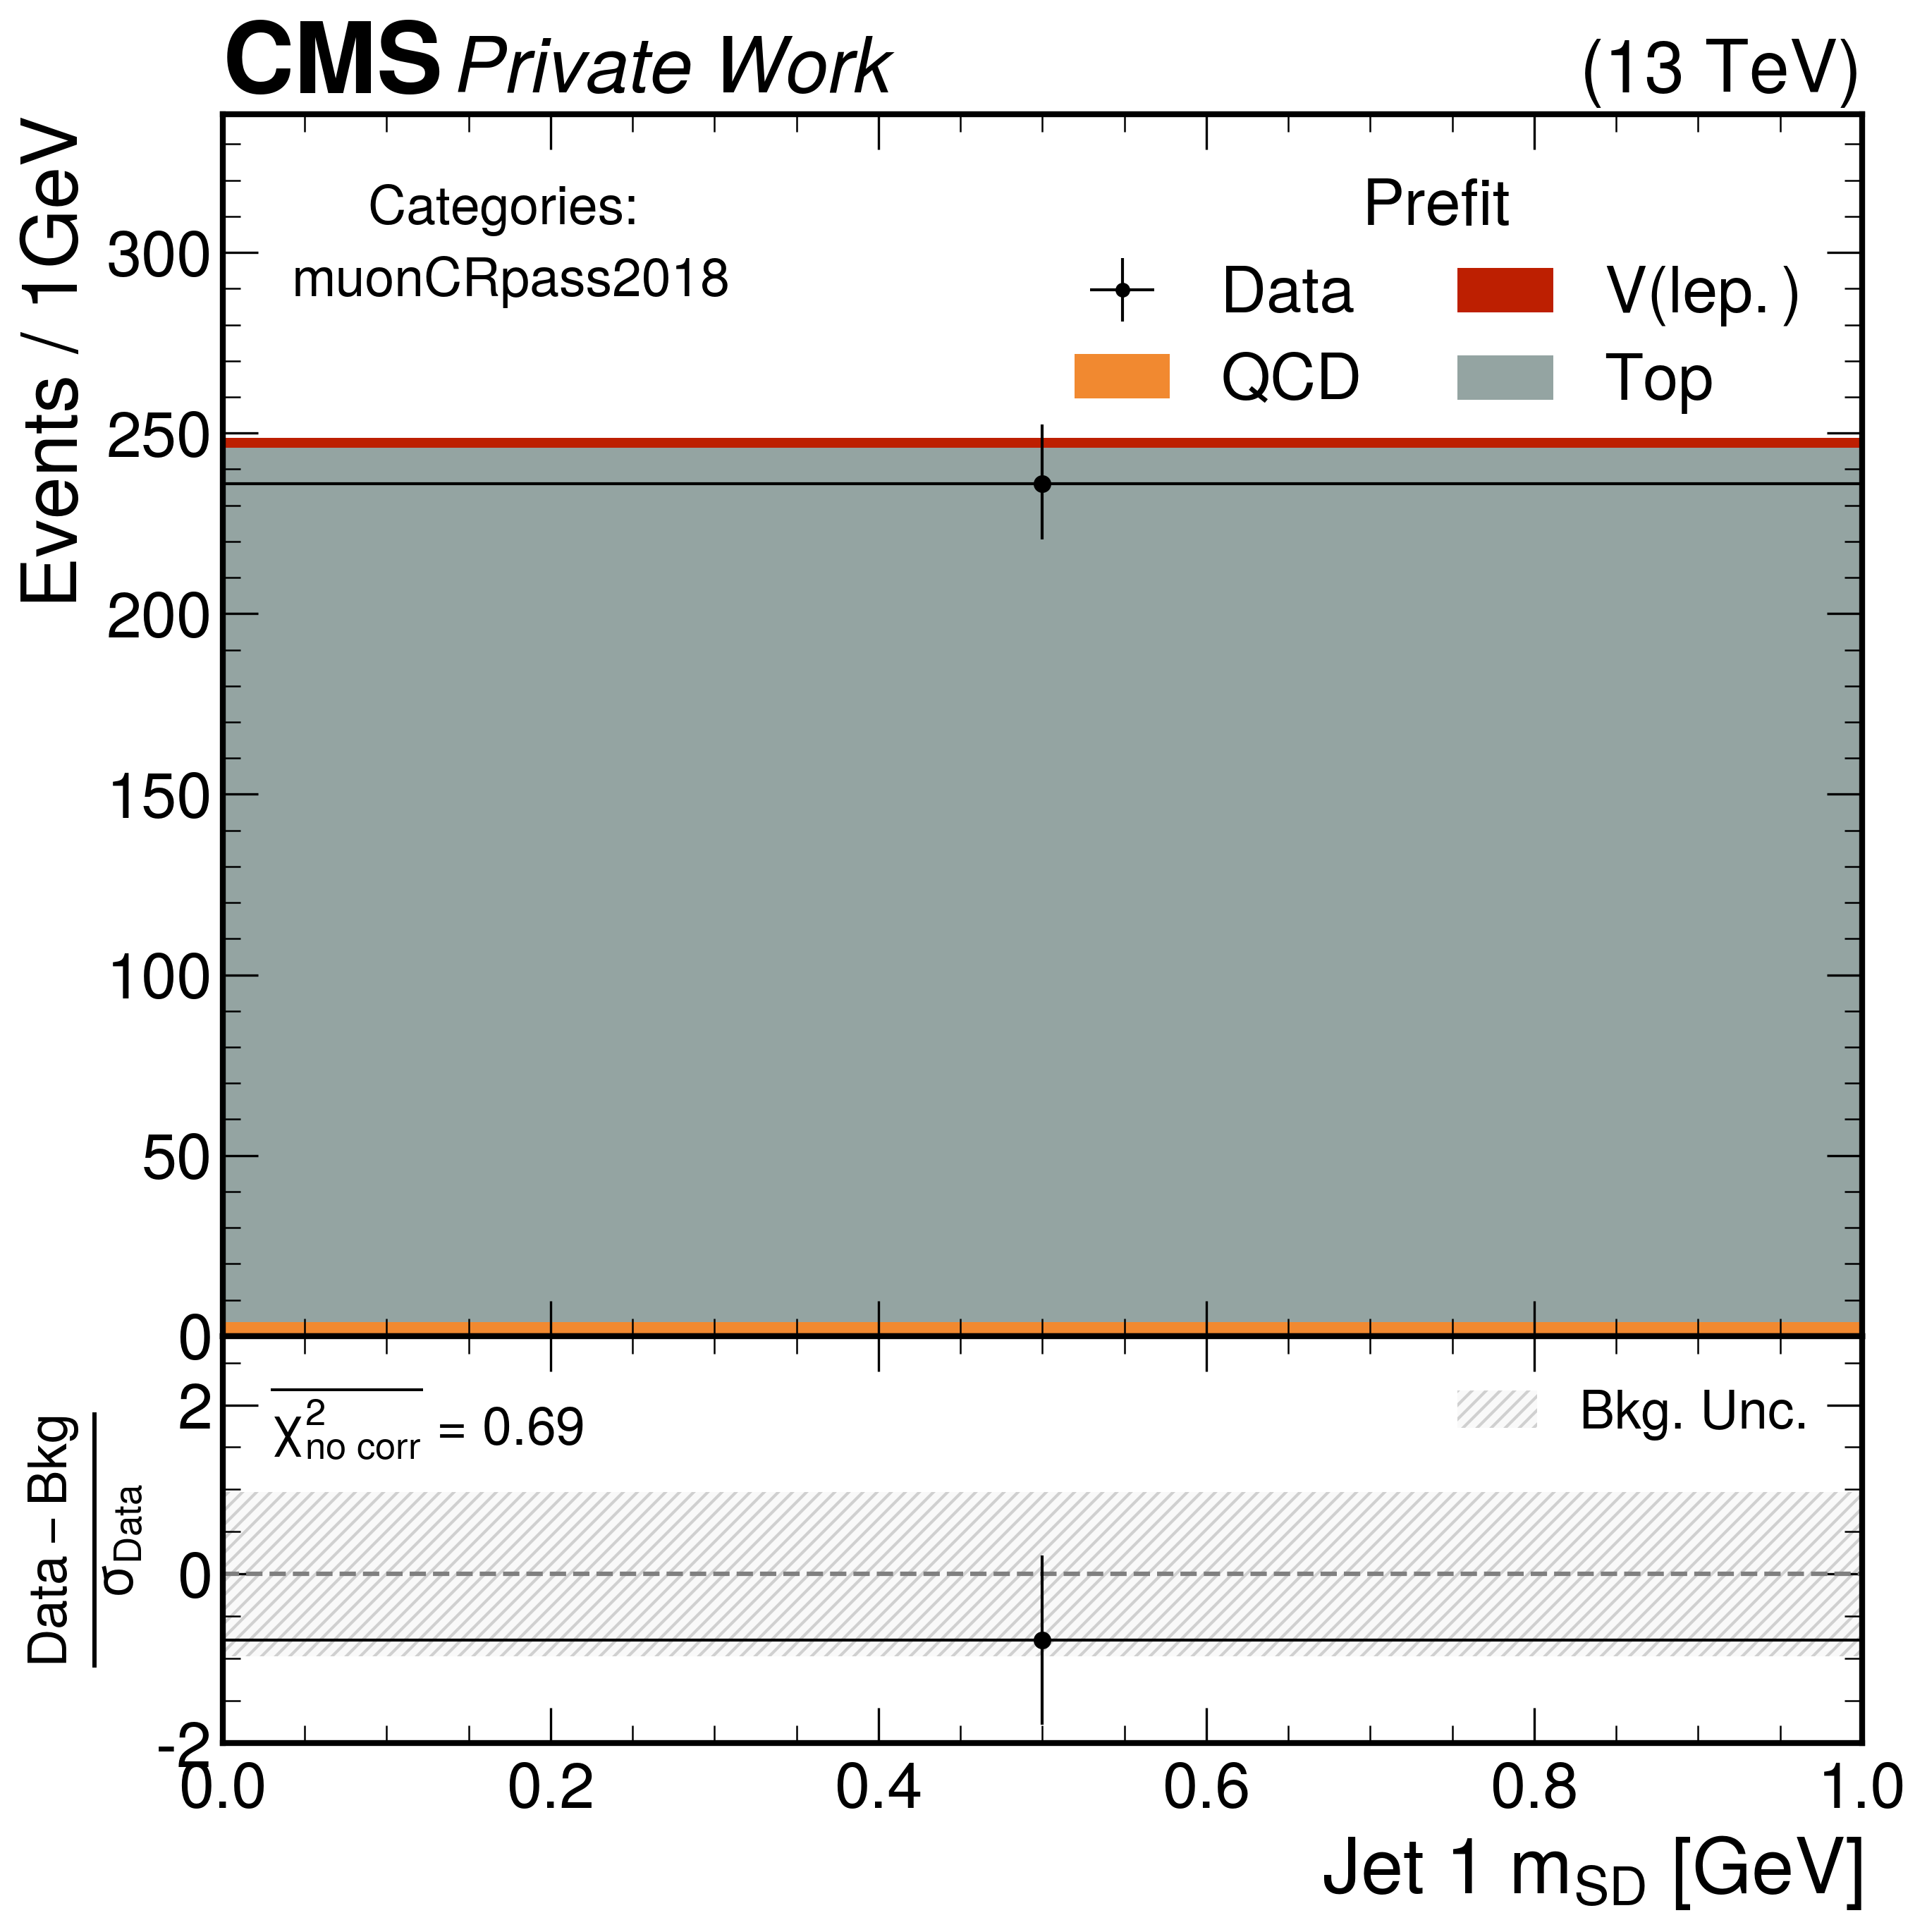 CMS Private Work (13 TeV)
Events / 1GeV
Categories:
muonCRpass2018
Prefit
Data V(lep.)
QCD Top
300
250
200
150
100
50
0
Data − Bkg
σData
χ²no corr = 0.69
Bkg. Unc.
2
0
-2
0.0 0.2 0.4 0.6 0.8 1.0
Jet 1 mSD [GeV]